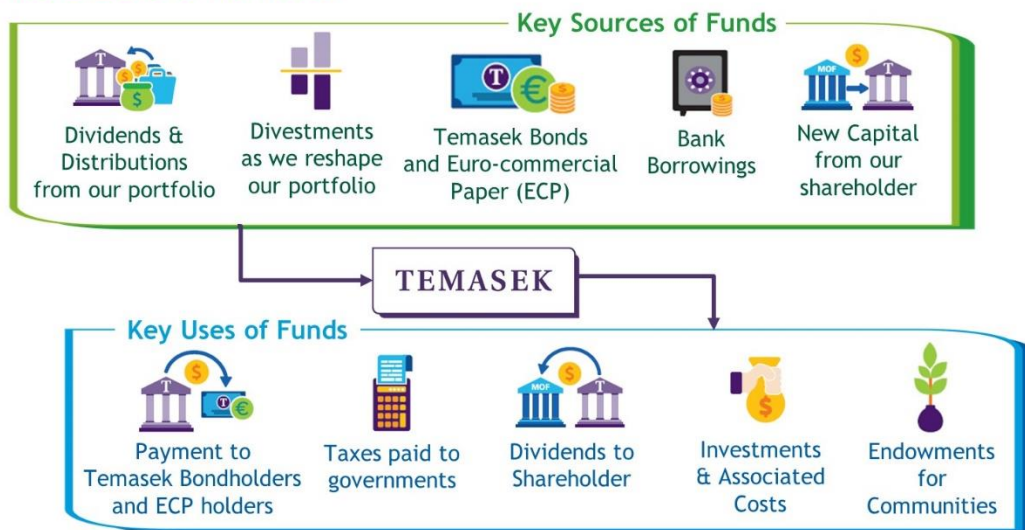 Key Sources of Funds
T
$
$
$
Dividends &
Distributions
from our portfolio
Divestments
as we reshape
our portfolio
T
€
Temasek Bonds
and Euro-commercial
Paper (ECP)
Bank
Borrowings
$
MOF
T
New Capital
from our
shareholder
TEMASEK
Key Uses of Funds
$
T
T
€
Payment to
Temasek Bondholders
and ECP holders
Taxes paid to
governments
$
MOF
T
Dividends to
Shareholder
$
Investments
& Associated
Costs
Endowments
for
Communities